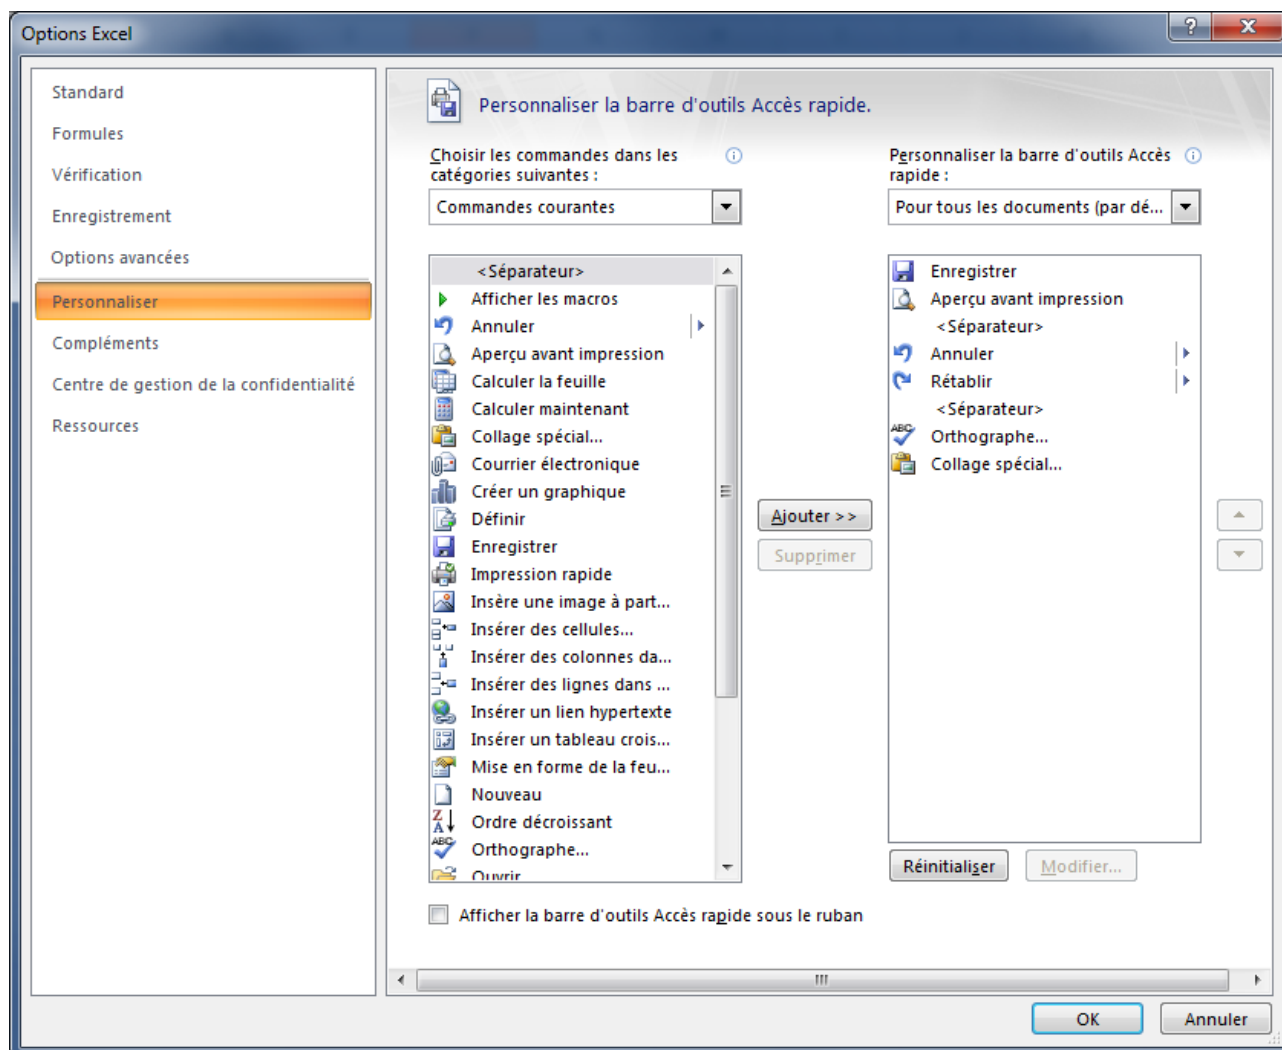 Options Excel
Standard
Formules
Vérification
Enregistrement
Options avancées
Personnaliser
Compléments
Centre de gestion de la confidentialité
Ressources
Personnaliser la barre d'outils Accès rapide.
Choisir les commandes dans les
catégories suivantes :
Commandes courantes
<Séparateur>
Afficher les macros
Annuler
Aperçu avant impression
Calculer la feuille
Calculer maintenant
Collage spécial...
Courrier électronique
Créer un graphique
Définir
Enregistrer
Impression rapide
Insère une image à part...
Insérer des cellules...
Insérer des colonnes da...
Insérer des lignes dans ...
Insérer un lien hypertexte
Insérer un tableau crois...
Mise en forme de la feu...
Nouveau
Ordre décroissant
Orthographe...
Ouvrir
Ajouter >>
Supprimer
Personnaliser la barre d'outils Accès
rapide :
Pour tous les documents (par dé...
Enregistrer
Aperçu avant impression
<Séparateur>
Annuler
Rétablir
<Séparateur>
Orthographe...
Collage spécial...
Réinitialiser
Modifier...
Afficher la barre d'outils Accès rapide sous le ruban
OK
Annuler